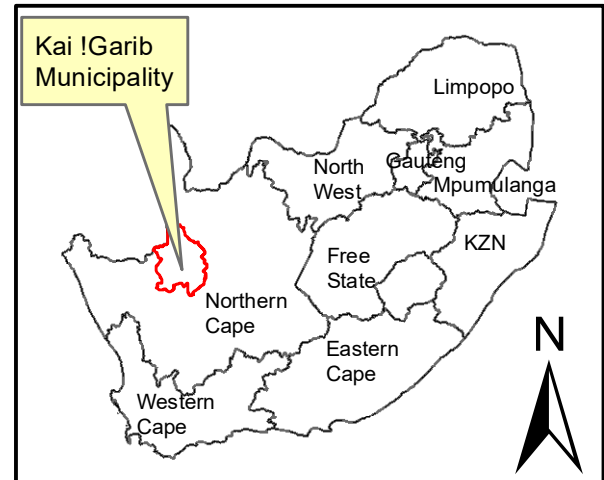 Kai !Garib
Municipality
Limpopo
Gauteng
North
West
Mpumulanga
KZN
Free
State
Northern
Cape
Eastern
Cape
Western
Cape
N